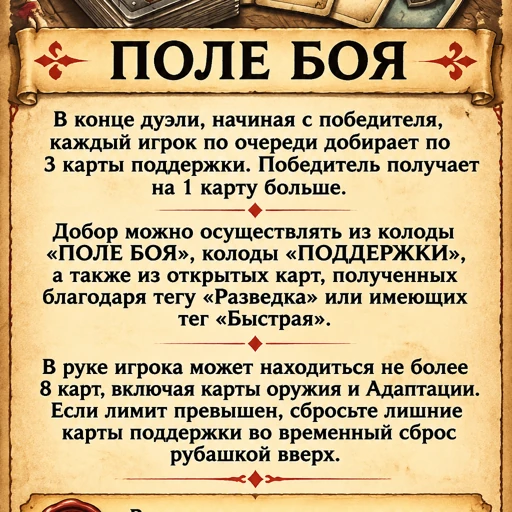 ПОЛЕ БОЯ
В конце дуэли, начиная с победителя,
каждый игрок по очереди добирает по
3 карты поддержки. Победитель получает
на 1 карту больше.
Добор можно осуществлять из колоды
«ПОЛЕ БОЯ», колоды «ПОДДЕРЖКИ»,
а также из открытых карт, полученных
благодаря тегу «Разведка» или имеющих
тег «Быстрая».
В руке игрока может находиться не более
8 карт, включая карты оружия и Адаптации.
Если лимит превышен, сбросьте лишние
карты поддержки во временный сброс
рубашкой вверх.